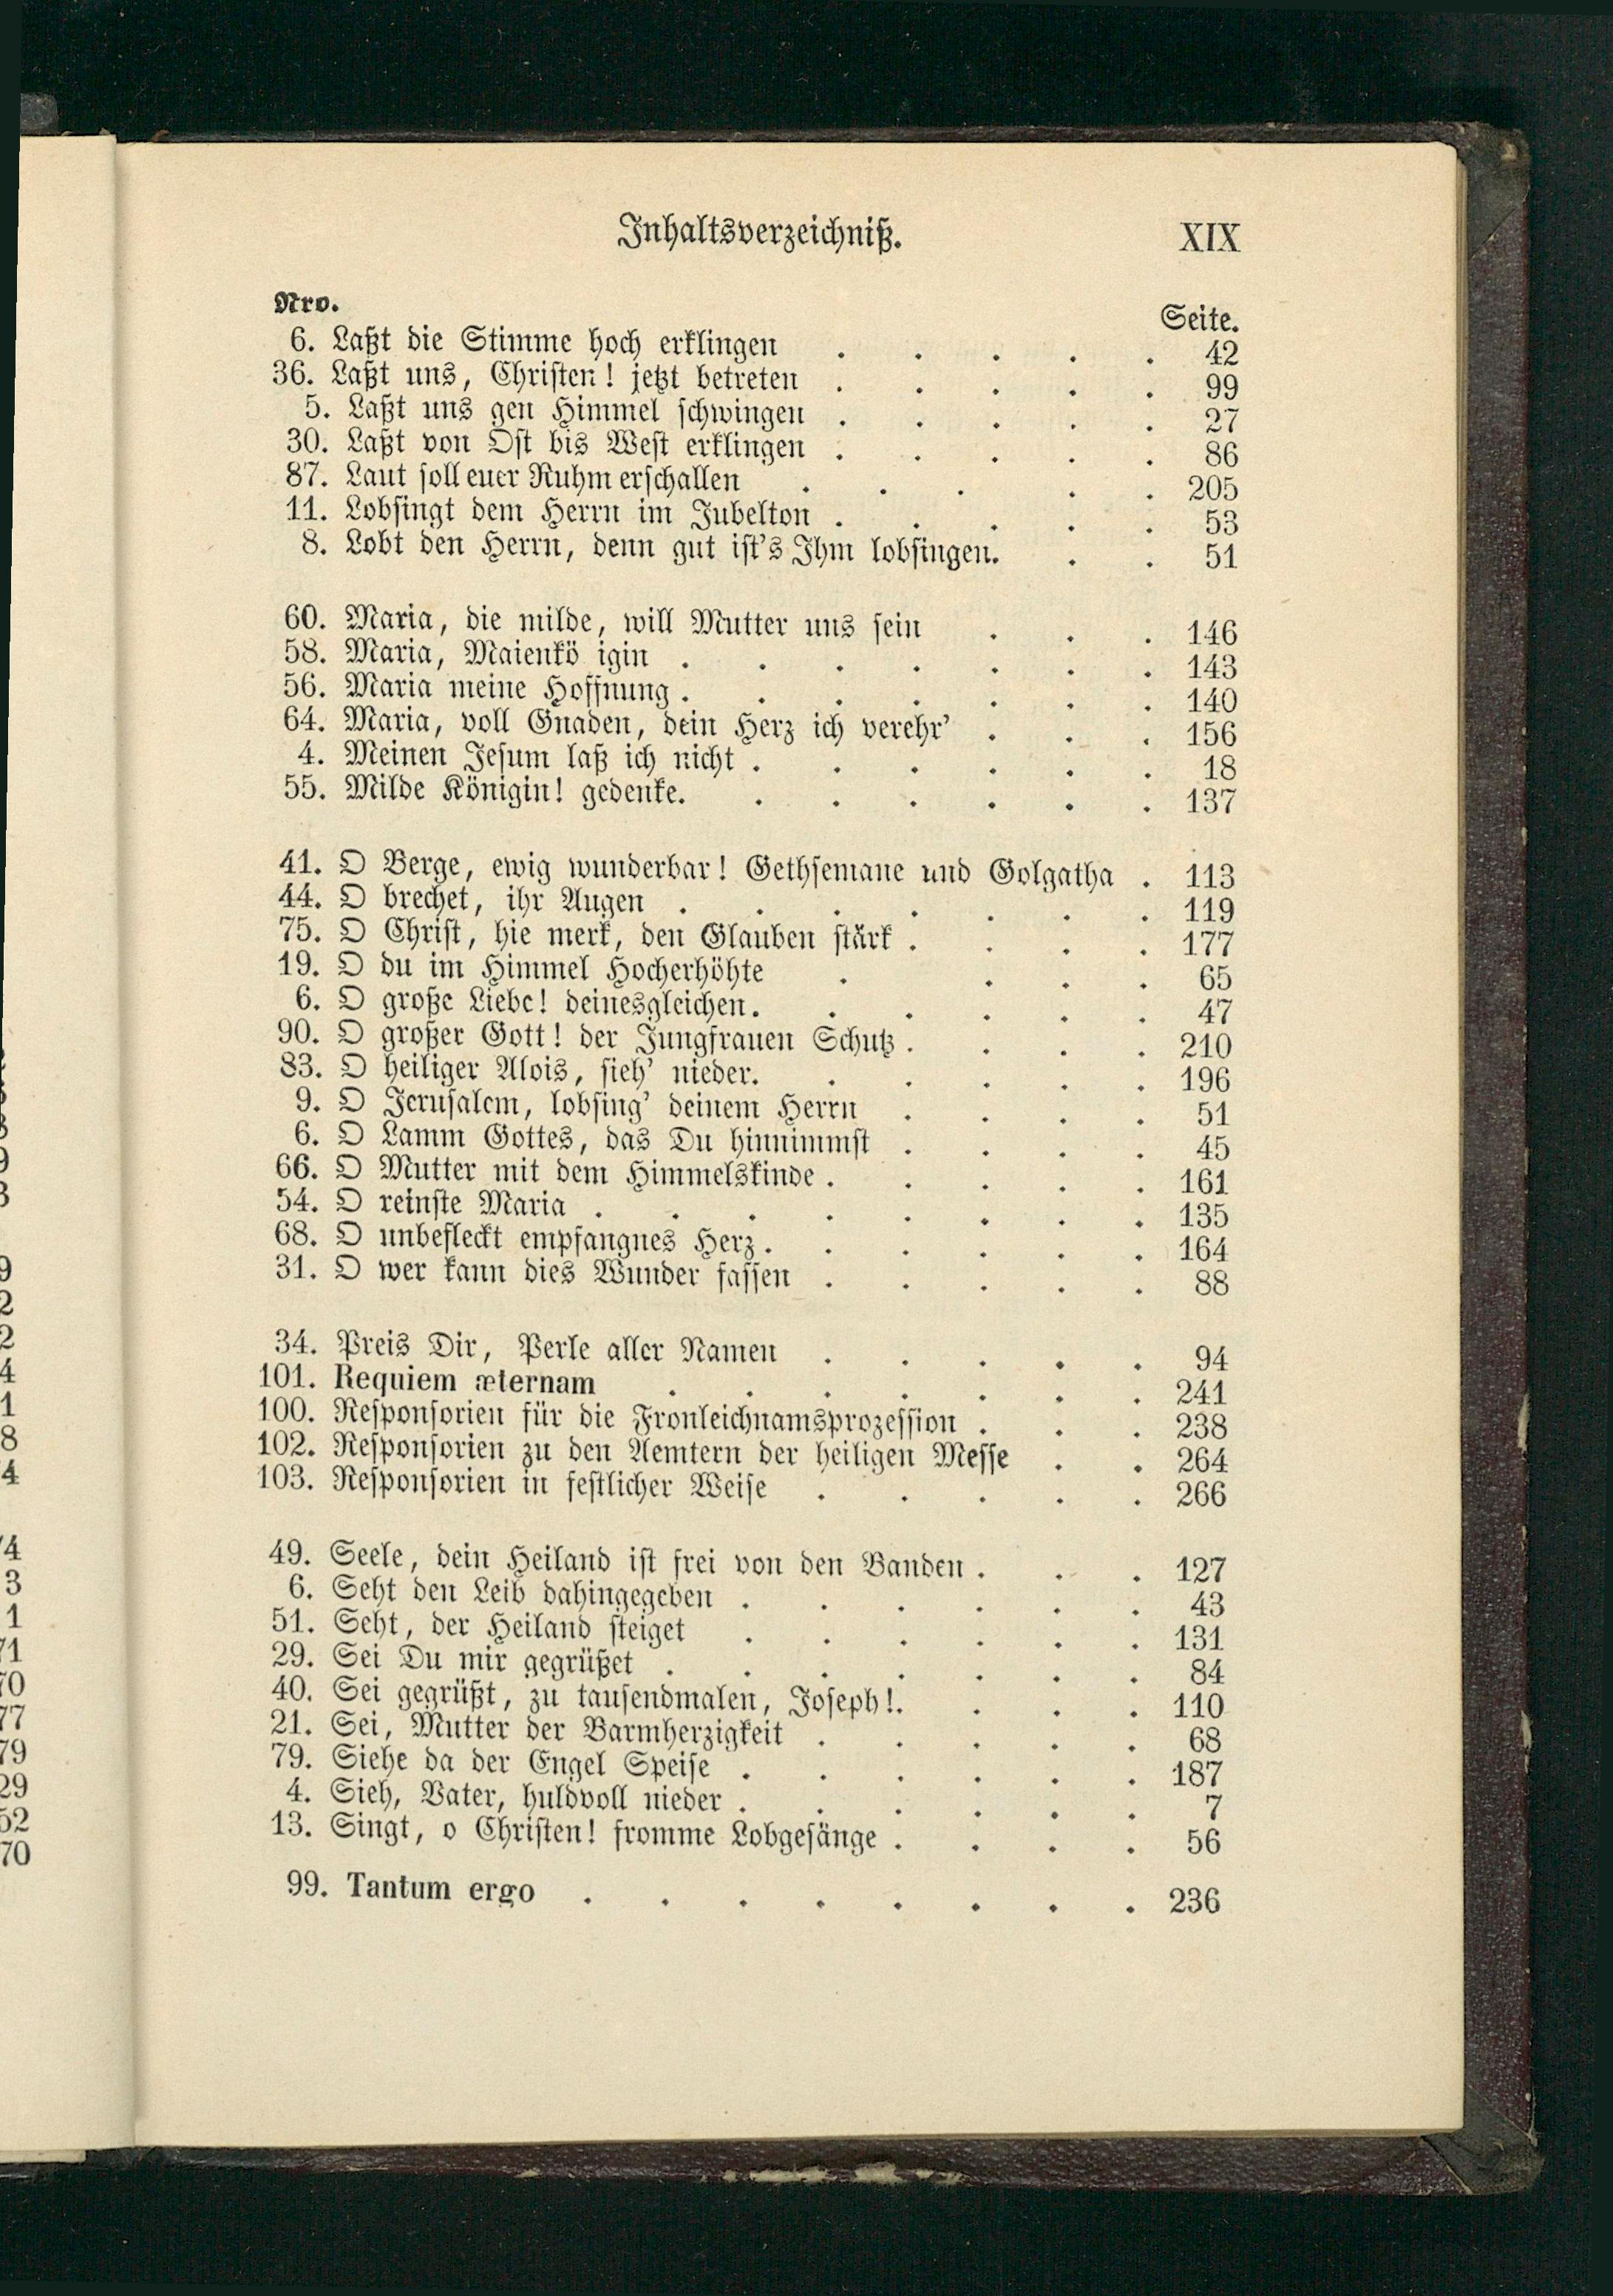 Inhaltsverzeichniß. XIX
Nro. Seite.
6. Laßt die Stimme hoch erklingen . . . . . 42
36. Laßt uns, Christen! jetzt betreten . . . . . 99
5. Laßt uns gen Himmel schwingen . . . . . 27
30. Laßt von Ost bis West erklingen . . . . . 86
87. Laut soll euer Ruhm erschallen . . . . . 205
11. Lobsingt dem Herrn im Jubelton . . . . . 53
8. Lobt den Herrn, denn gut ist's Ihm lobsingen. . . 51
60. Maria, die milde, will Mutter uns sein . . . 146
58. Maria, Maienkö igin . . . . . . . 143
56. Maria meine Hoffnung . . . . . . . 140
64. Maria, voll Gnaden, dein Herz ich verehr' . . . 156
4. Meinen Jesum laß ich nicht . . . . . . 18
55. Milde Königin! gedenke. . . . . . . 137
41. O Berge, ewig wunderbar! Gethsemane und Golgatha . 113
44. O brechet, ihr Augen . . . . . . . 119
75. O Christ, hie merk, den Glauben stärk . . . . 177
19. O du im Himmel Hocherhöhte . . . . 65
6. O große Liebe! deinesgleichen. . . . . . 47
90. O großer Gott! der Jungfrauen Schutz . . . . 210
83. O heiliger Alois, sieh' nieder. . . . . . 196
9. O Jerusalem, lobsing' deinem Herrn . . . . 51
6. O Lamm Gottes, das Du hinnimmst . . . . 45
66. O Mutter mit dem Himmelskinde . . . . . 161
54. O reinste Maria . . . . . . . . 135
68. O unbefleckt empfangnes Herz . . . . . . 164
31. O wer kann dies Wunder fassen . . . . . 88
34. Preis Dir, Perle aller Namen . . . . . 94
101. Requiem æternam . . . . . . . 241
100. Responsorien für die Fronleichnamsprozession . . . 238
102. Responsorien zu den Aemtern der heiligen Messe . . 264
103. Responsorien in festlicher Weise . . . . . 266
49. Seele, dein Heiland ist frei von den Banden . . . 127
6. Seht den Leib dahingegeben . . . . . . 43
51. Seht, der Heiland steiget . . . . . . 131
29. Sei Du mir gegrüßet . . . . . . . 84
40. Sei gegrüßt, zu tausendmalen, Joseph!. . . . 110
21. Sei, Mutter der Barmherzigkeit . . . . . 68
79. Siehe da der Engel Speise . . . . . . 187
4. Sieh, Vater, huldvoll nieder . . . . . . 7
13. Singt, o Christen! fromme Lobgesänge . . . . 56
99. Tantum ergo . . . . . . . . 236